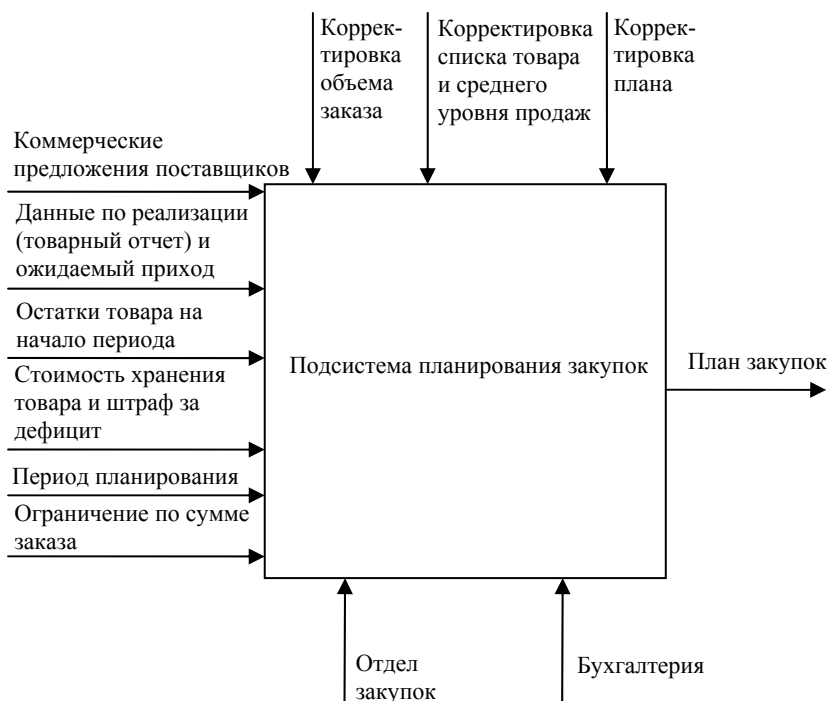 Коррек-
тировка
объема
заказа
Корректировка
списка товара
и среднего
уровня продаж
Коррек-
тировка
плана
Коммерческие
предложения поставщиков
Данные по реализации
(товарный отчет) и
ожидаемый приход
Остатки товара на
начало периода
Стоимость хранения
товара и штраф за
дефицит
Период планирования
Ограничение по сумме
заказа
Подсистема планирования закупок
План закупок
Отдел
закупок
Бухгалтерия